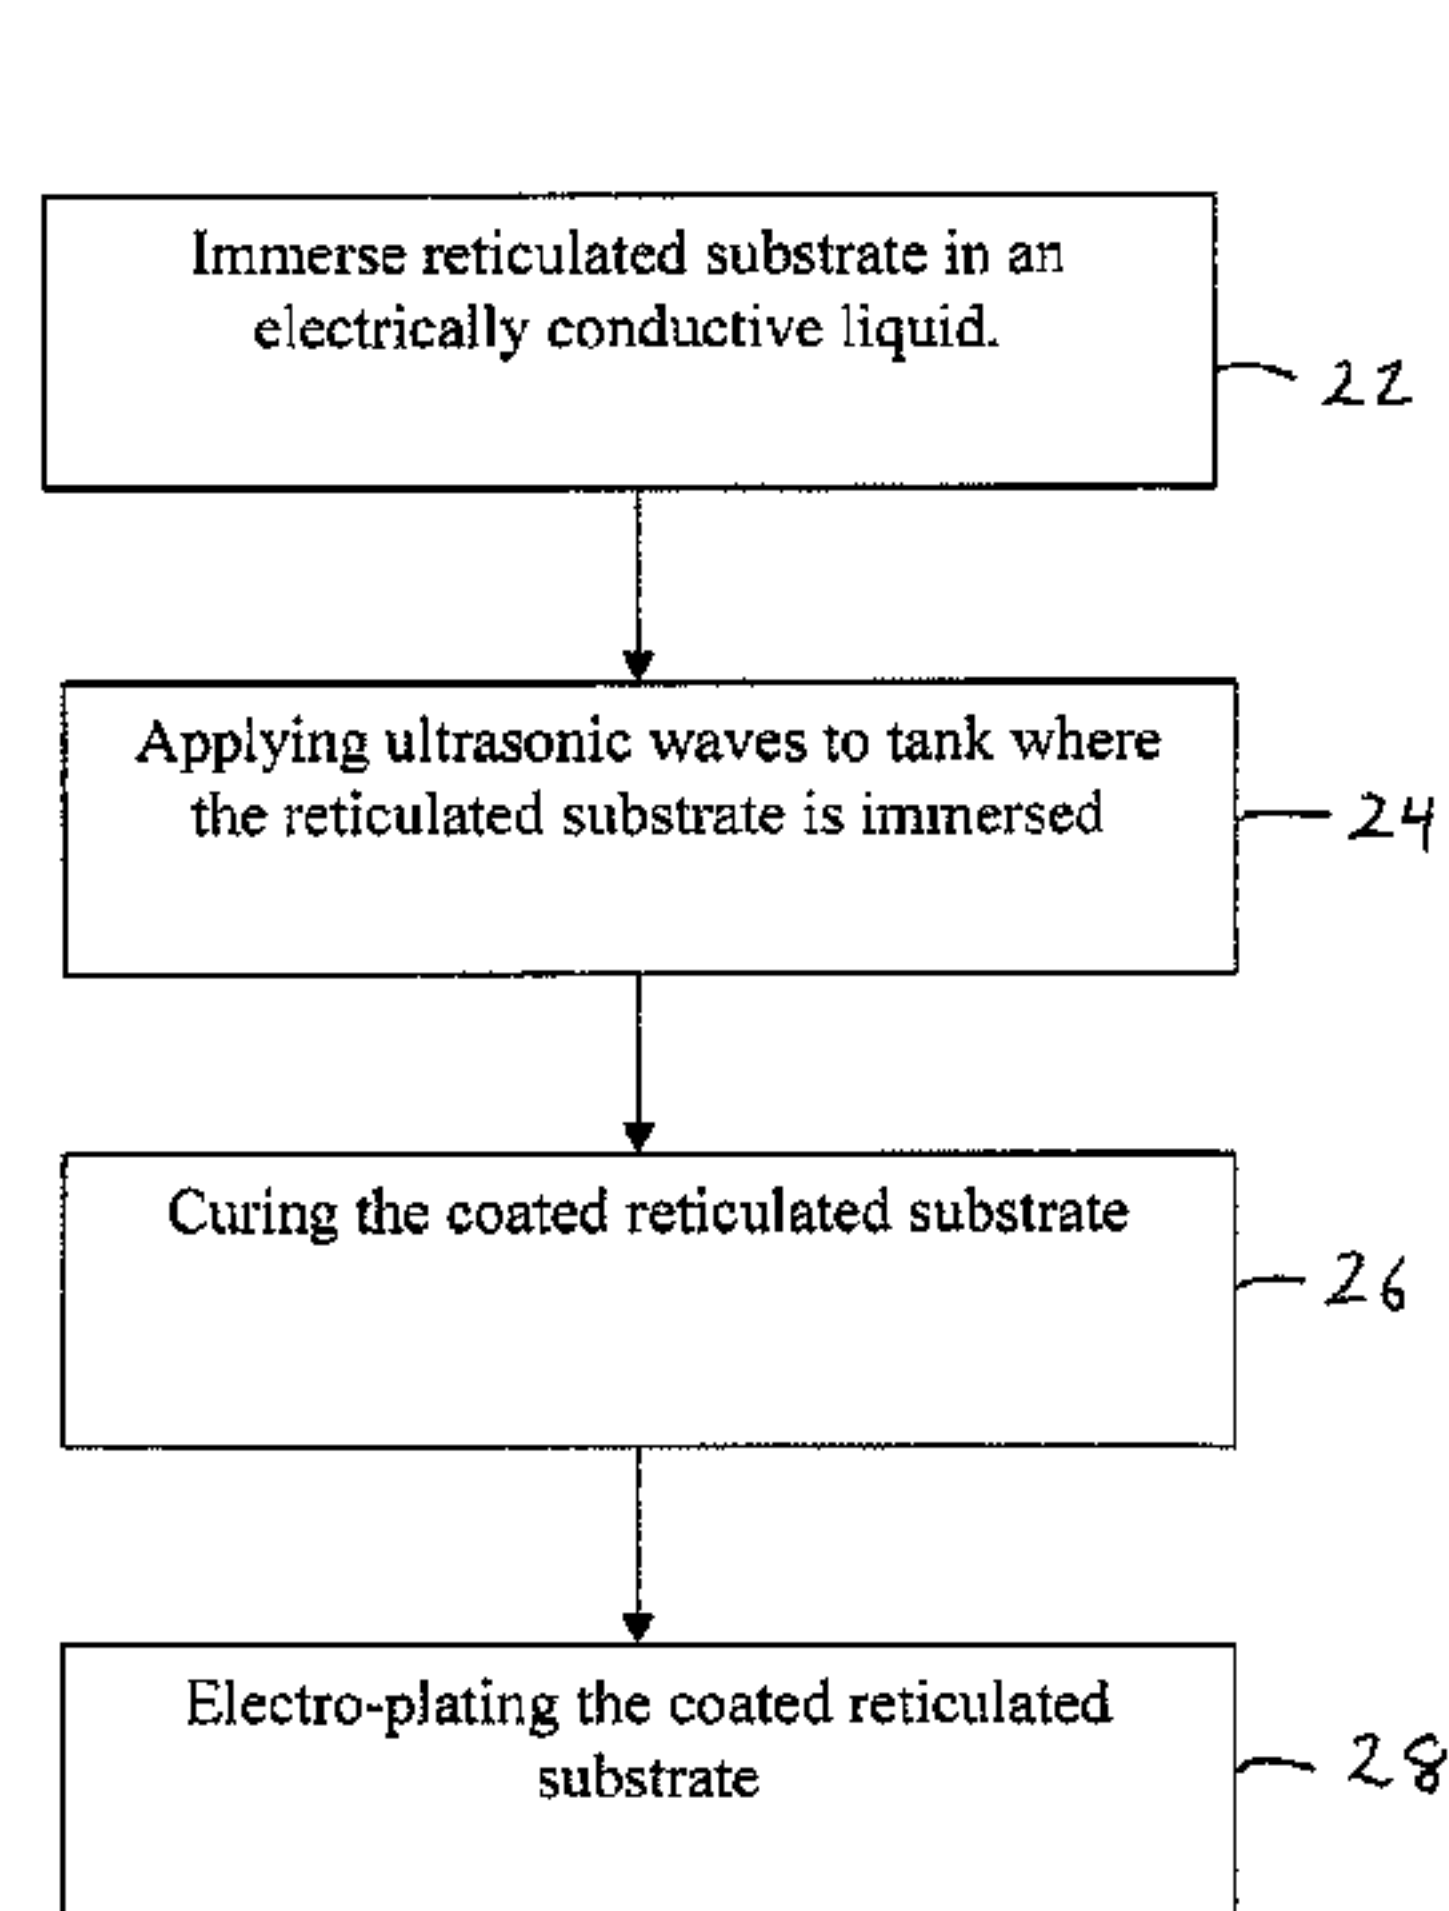 Immerse reticulated substrate in an
electrically conductive liquid.
22
Applying ultrasonic waves to tank where
the reticulated substrate is immersed
24
Curing the coated reticulated substrate
26
Electro-plating the coated reticulated
substrate
28